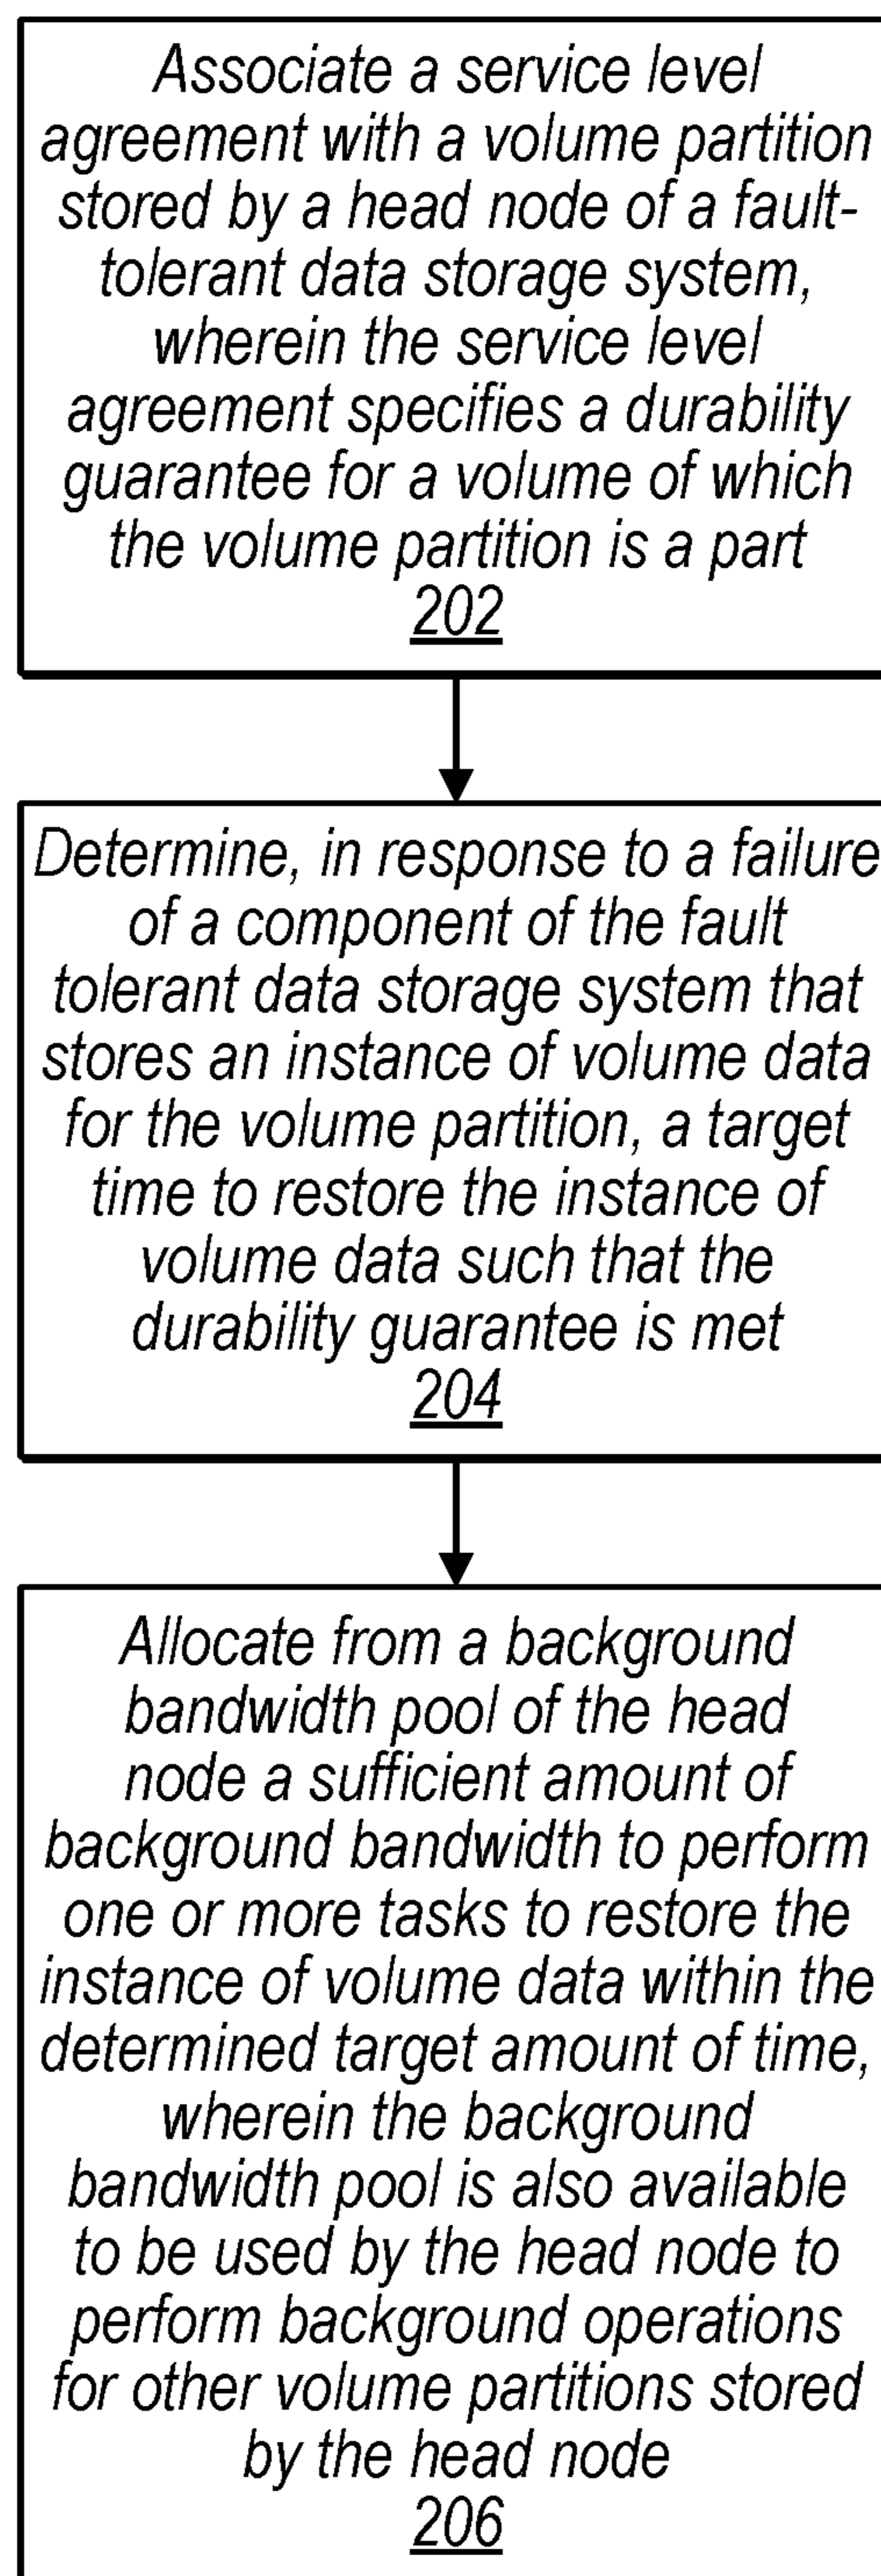 Associate a service level
agreement with a volume partition
stored by a head node of a fault-
tolerant data storage system,
wherein the service level
agreement specifies a durability
guarantee for a volume of which
the volume partition is a part
202
Determine, in response to a failure
of a component of the fault
tolerant data storage system that
stores an instance of volume data
for the volume partition, a target
time to restore the instance of
volume data such that the
durability guarantee is met
204
Allocate from a background
bandwidth pool of the head
node a sufficient amount of
background bandwidth to perform
one or more tasks to restore the
instance of volume data within the
determined target amount of time,
wherein the background
bandwidth pool is also available
to be used by the head node to
perform background operations
for other volume partitions stored
by the head node
206